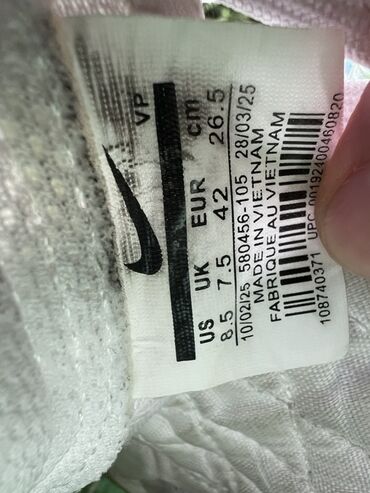 VP
US UK EUR cm
8.5 7.5 42 26.5
10/02/25 580456-105 28/03/25
MADE IN VIETNAM
FABRIQUE AU VIETNAM
108740371 UPC 00192400460820